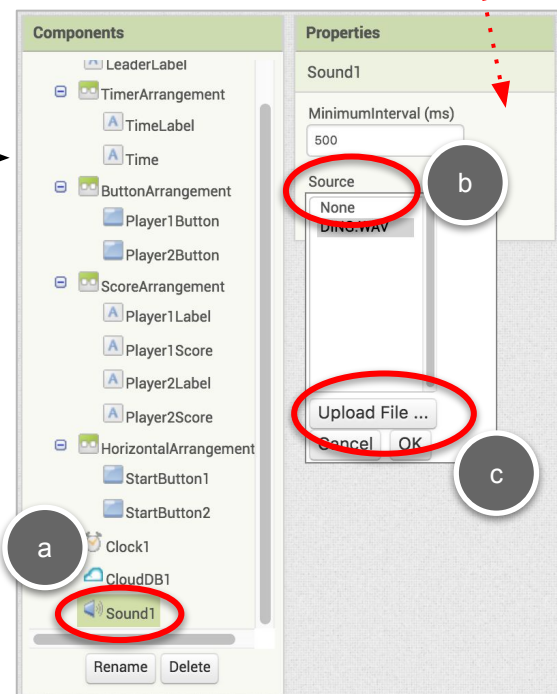 Components
LeaderLabel
TimerArrangement
TimeLabel
Time
ButtonArrangement
Player1Button
Player2Button
ScoreArrangement
Player1Label
Player1Score
Player2Label
Player2Score
HorizontalArrangement
StartButton1
StartButton2
a
Clock1
CloudDB1
Sound1
Rename Delete
Properties
Sound1
MinimumInterval (ms)
500
Source
b
None
DING.WAV
Upload File ...
Cancel OK
c